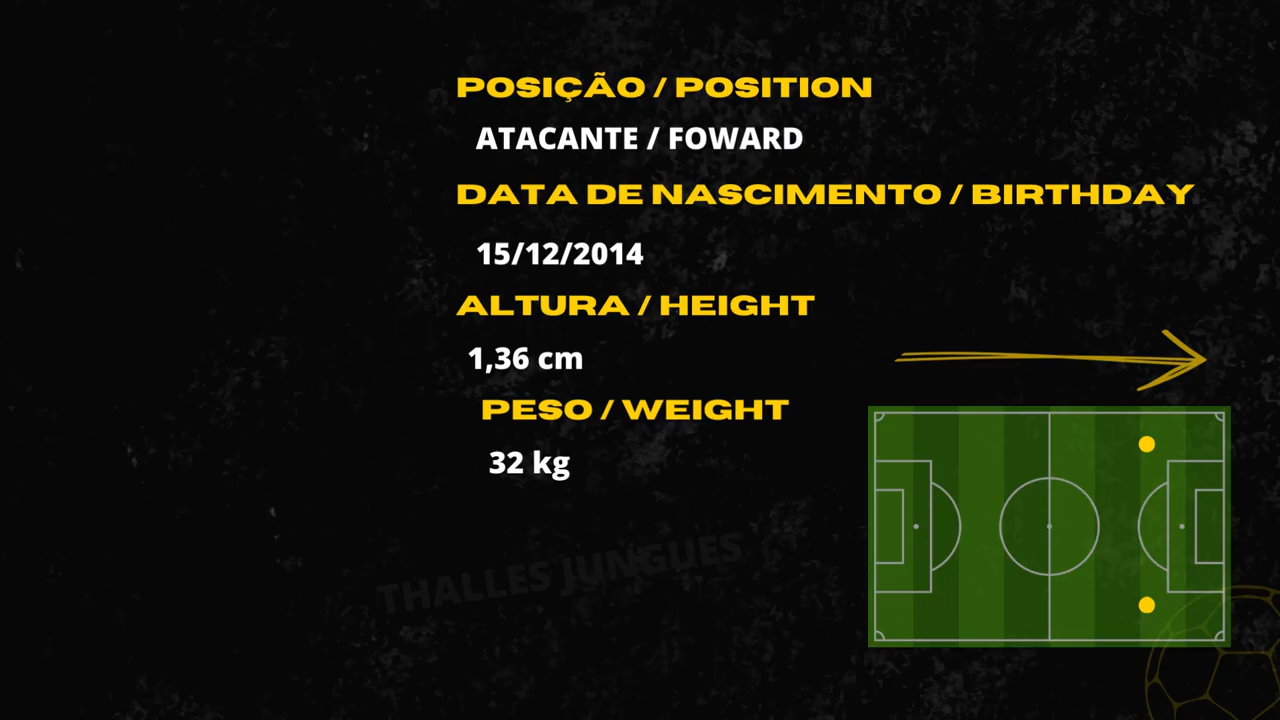 POSIÇÃO / POSITION
ATACANTE / FOWARD
DATA DE NASCIMENTO / BIRTHDAY
15/12/2014
ALTURA / HEIGHT
1,36 cm
PESO / WEIGHT
32 kg
THALLES JUNGUES